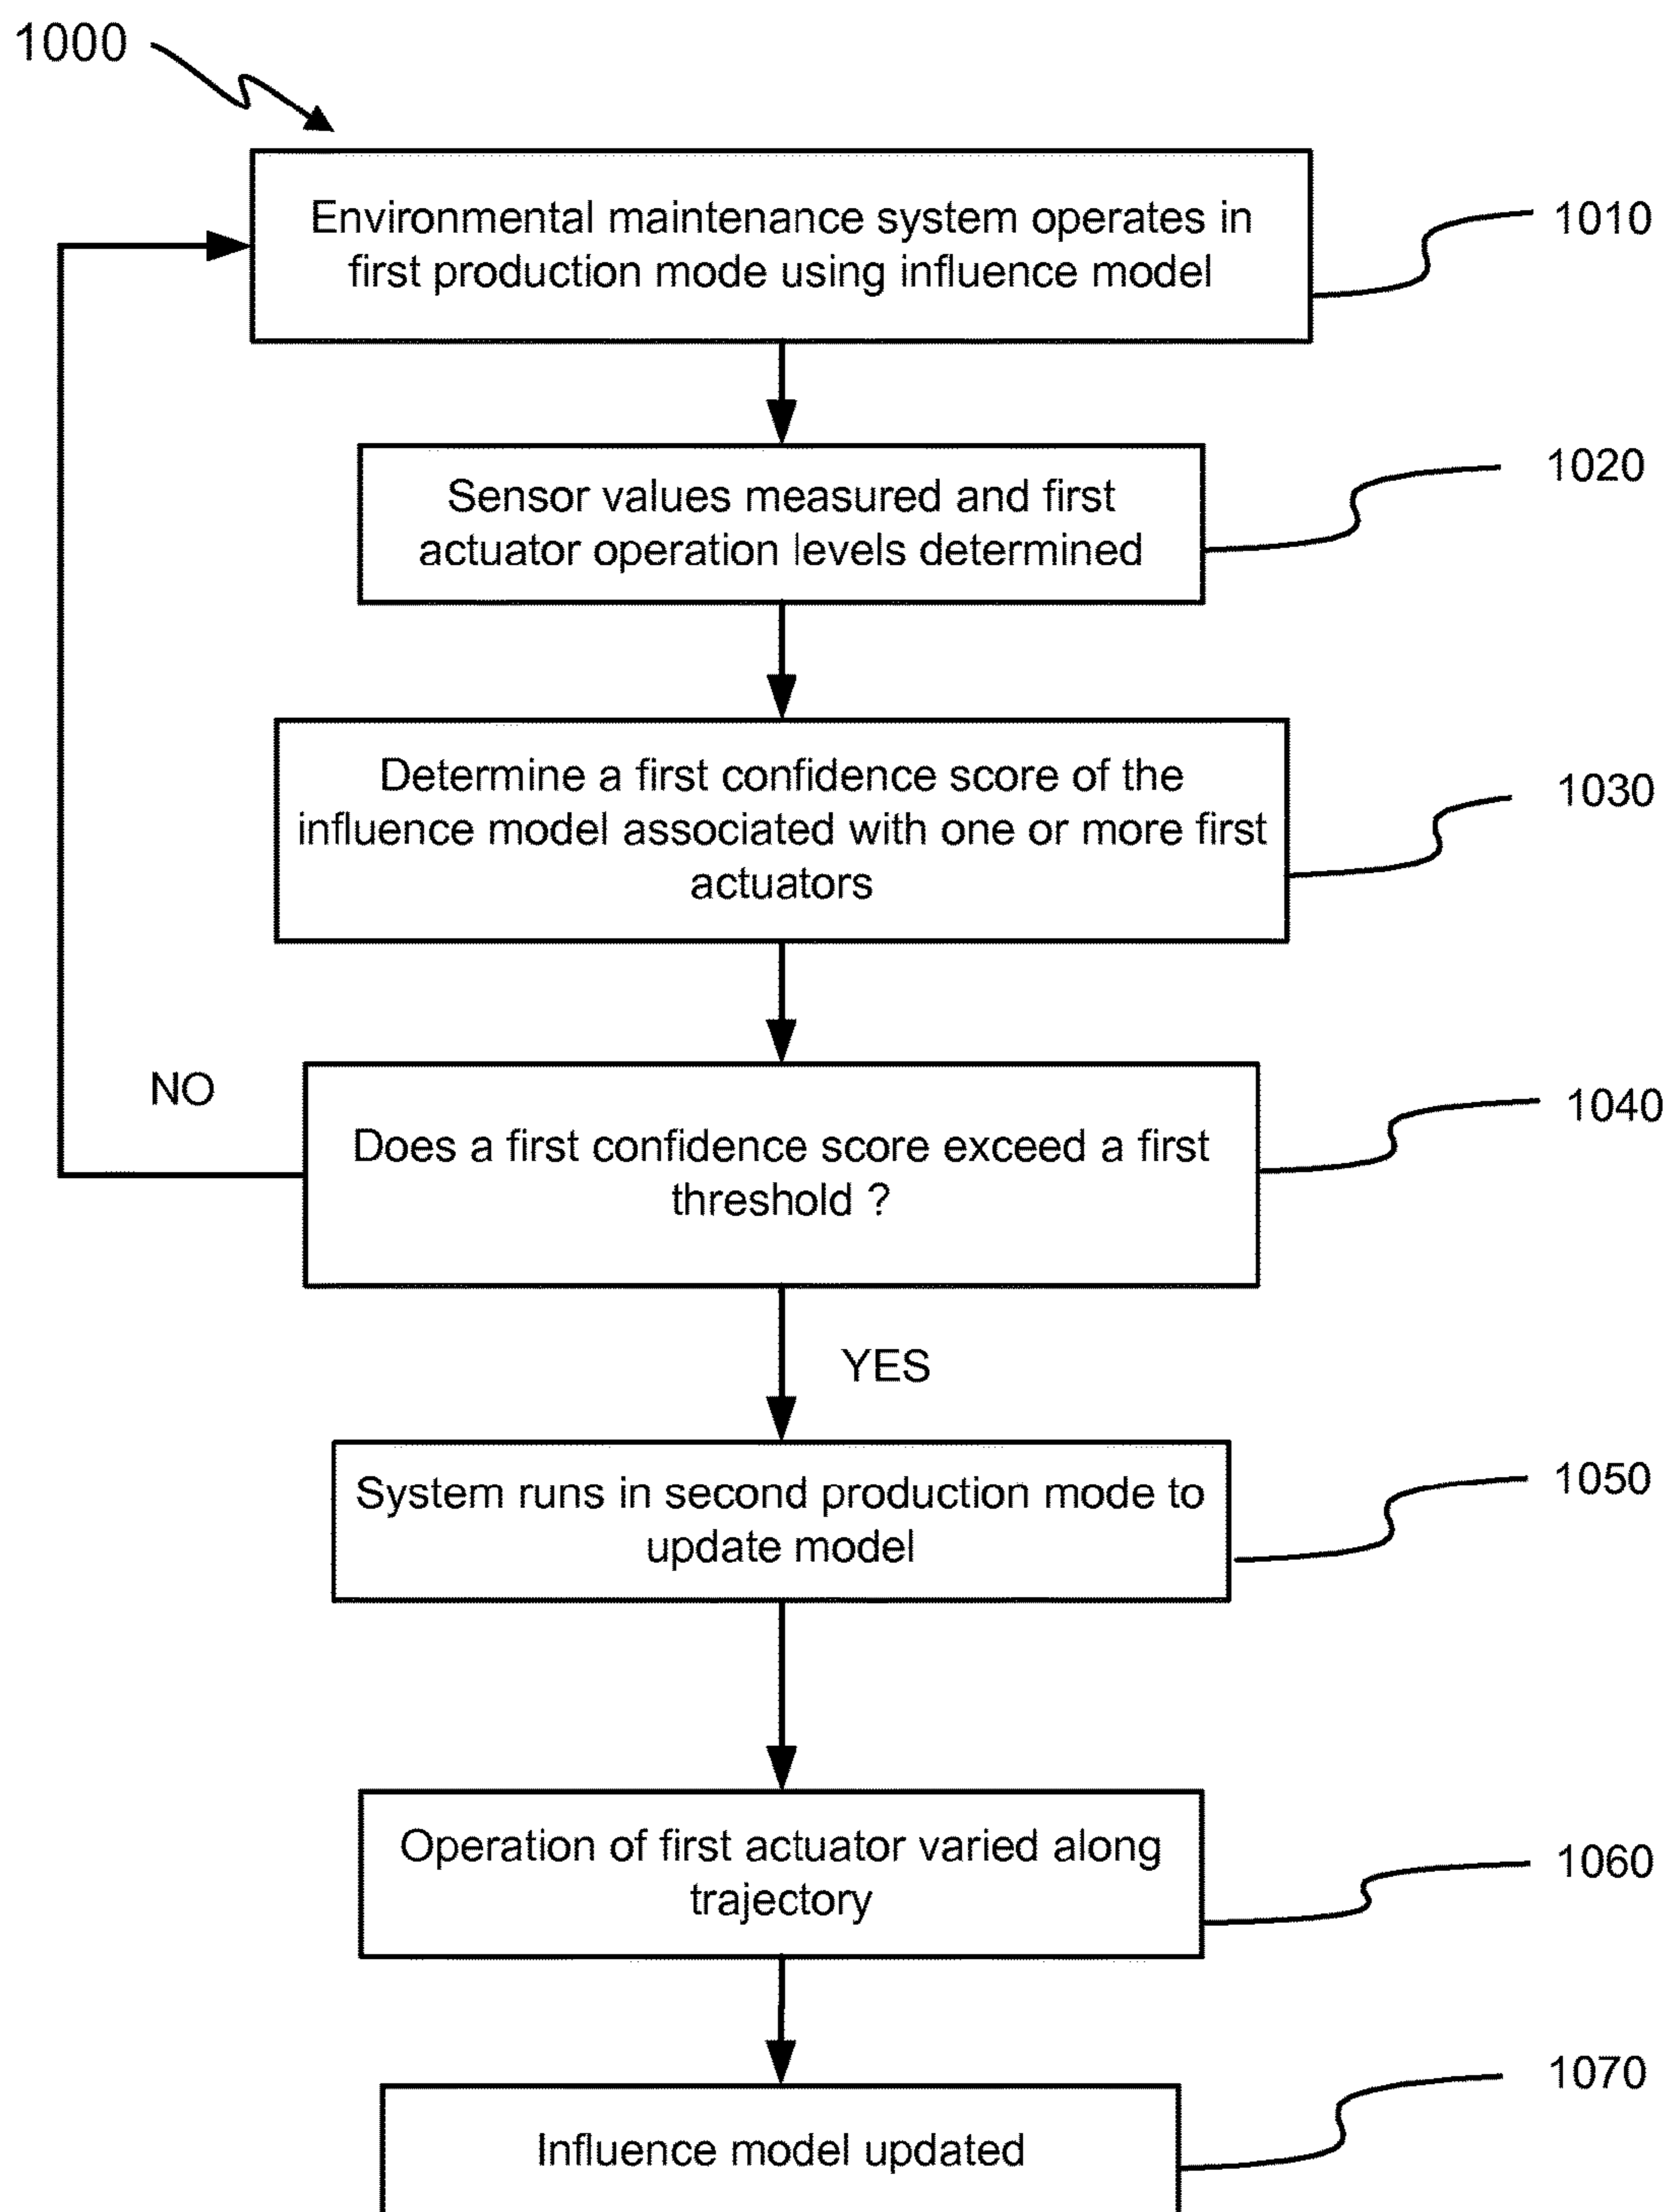 1000
Environmental maintenance system operates in
first production mode using influence model
1010
Sensor values measured and first
actuator operation levels determined
1020
Determine a first confidence score of the
influence model associated with one or more first
actuators
1030
NO
Does a first confidence score exceed a first
threshold ?
1040
YES
System runs in second production mode to
update model
1050
Operation of first actuator varied along
trajectory
1060
Influence model updated
1070